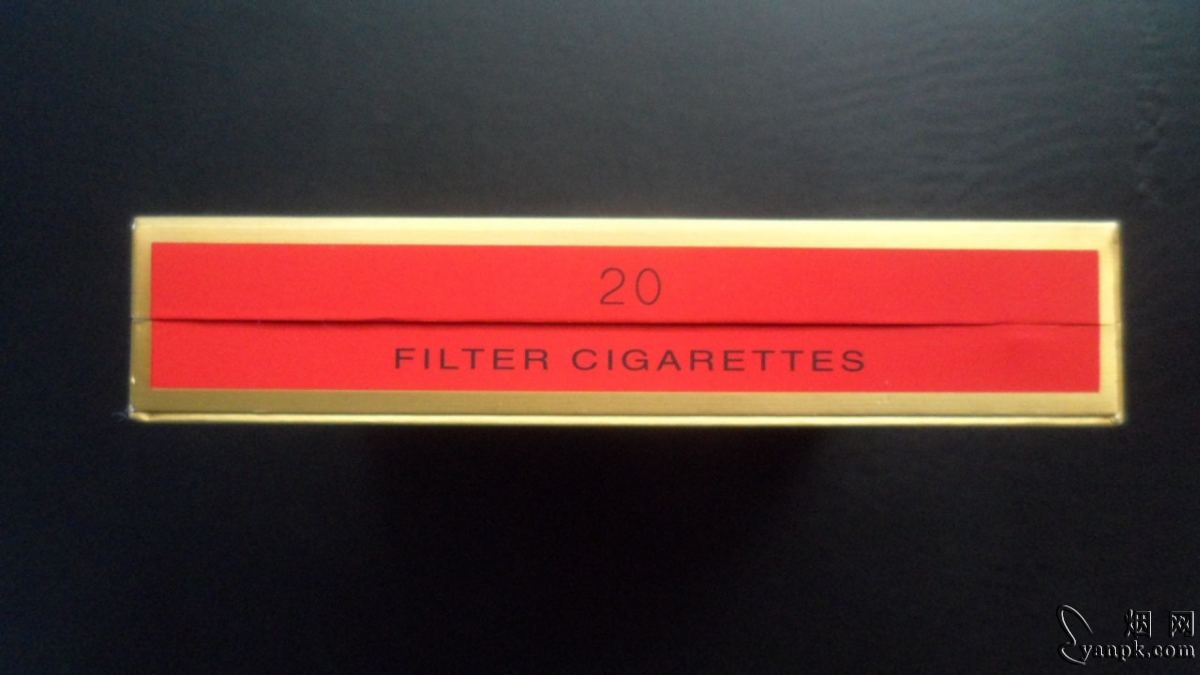 20
FILTER CIGARETTES
烟网
yanpk.com